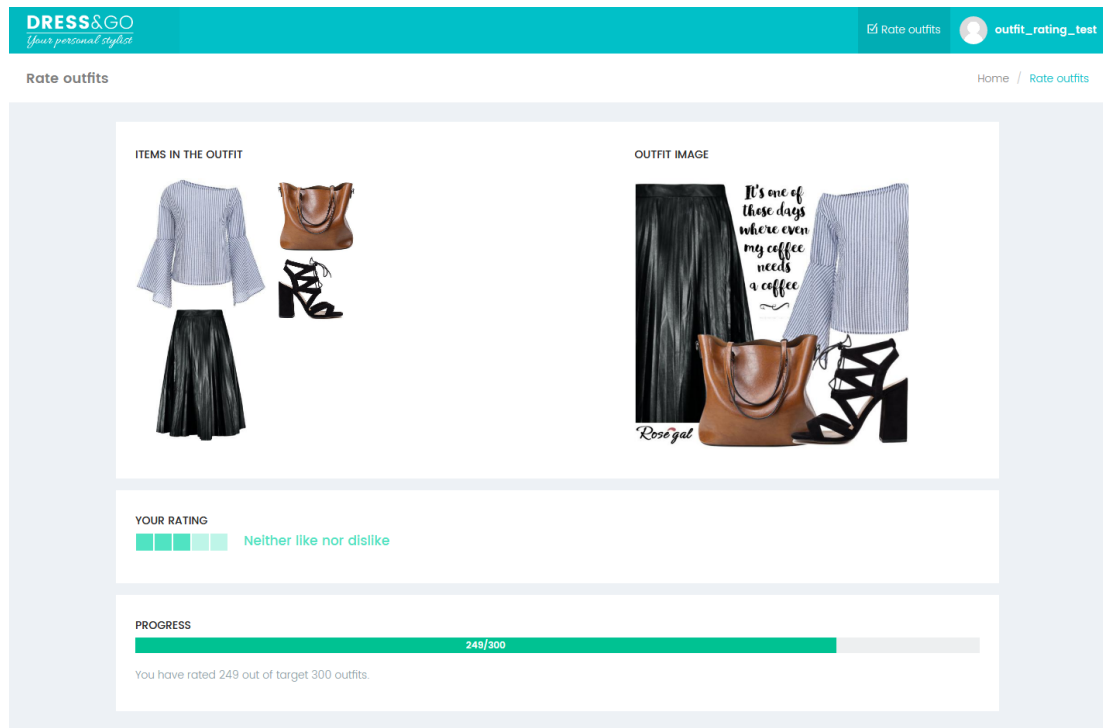 DRESS&GO
Your personal stylist
Rate outfits
outfit_rating_test
Rate outfits
Home / Rate outfits
ITEMS IN THE OUTFIT
OUTFIT IMAGE
It's one of
those days
where even
my coffee
needs
a coffee
Rosegal
YOUR RATING
Neither like nor dislike
PROGRESS
249/300
You have rated 249 out of target 300 outfits.